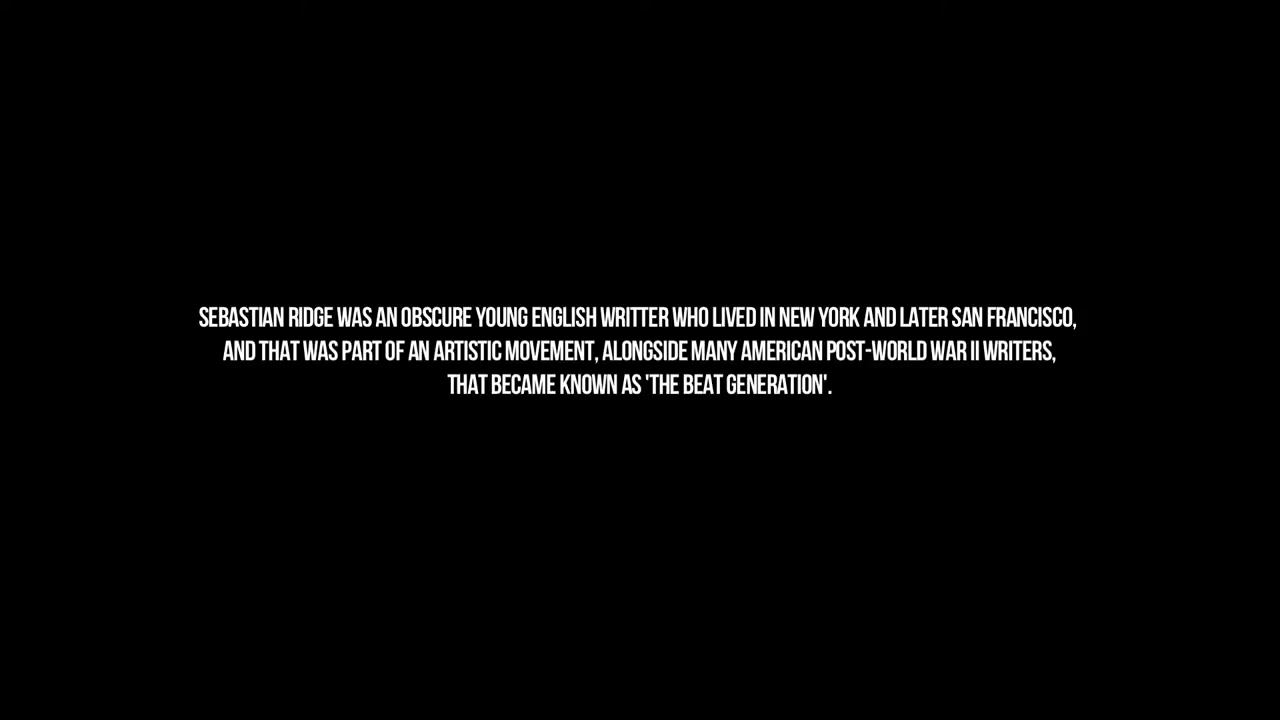 SEBASTIAN RIDGE WAS AN OBSCURE YOUNG ENGLISH WRITTER WHO LIVED IN NEW YORK AND LATER SAN FRANCISCO,
AND THAT WAS PART OF AN ARTISTIC MOVEMENT, ALONGSIDE MANY AMERICAN POST-WORLD WAR II WRITERS,
THAT BECAME KNOWN AS 'THE BEAT GENERATION'.